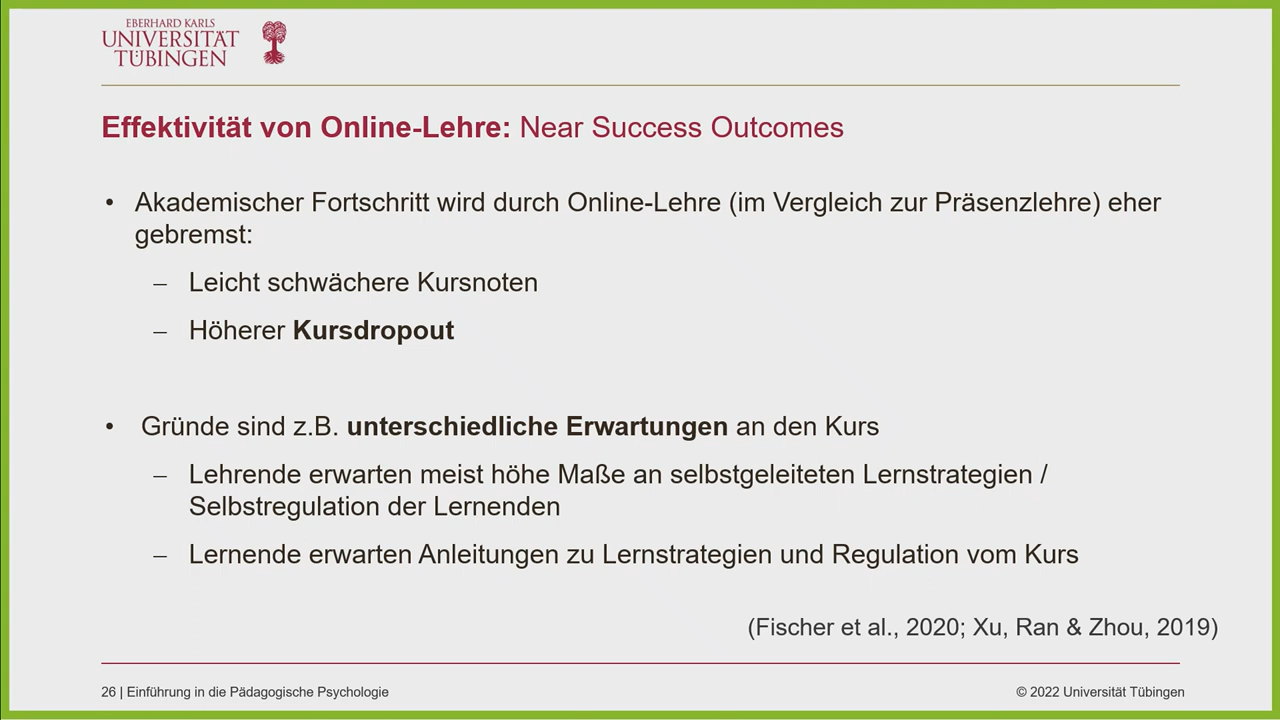 EBERHARD KARLS
UNIVERSITÄT
TÜBINGEN
Effektivität von Online-Lehre: Near Success Outcomes
• Akademischer Fortschritt wird durch Online-Lehre (im Vergleich zur Präsenzlehre) eher
gebremst:
– Leicht schwächere Kursnoten
– Höherer Kursdropout
• Gründe sind z.B. unterschiedliche Erwartungen an den Kurs
– Lehrende erwarten meist höhe Maße an selbstgeleiteten Lernstrategien /
Selbstregulation der Lernenden
– Lernende erwarten Anleitungen zu Lernstrategien und Regulation vom Kurs
(Fischer et al., 2020; Xu, Ran & Zhou, 2019)
26 | Einführung in die Pädagogische Psychologie
© 2022 Universität Tübingen